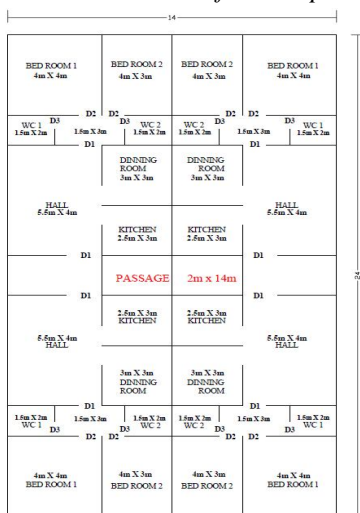 14
BED ROOM 1
4m X 4m
BED ROOM 2
4m X 3m
BED ROOM 2
4m X 3m
BED ROOM 1
4m X 4m
D2 D2 D2 D2
WC 1
1.5m X 2m
D3
1.5m X 3m
D3
WC 2
1.5m X 2m
WC 2
1.5m X 2m
D3
1.5m X 3m
D3
WC 1
1.5m X 2m
D1 D1
DINNING
ROOM
3m X 3m
DINNING
ROOM
3m X 3m
HALL
5.5m X 4m
HALL
5.5m X 4m
KITCHEN
2.5m X 3m
KITCHEN
2.5m X 3m
D1 D1
24
PASSAGE 2m x 14m
D1 D1
2.5m X 3m
KITCHEN
2.5m X 3m
KITCHEN
5.5m X 4m
HALL
5.5m X 4m
HALL
3m X 3m
DINNING
ROOM
3m X 3m
DINNING
ROOM
D1 D1
1.5m X 2m
WC 1
D3
1.5m X 3m
D3
1.5m X 2m
WC 2
1.5m X 2m
WC 2
D3
1.5m X 3m
D3
1.5m X 2m
WC 1
D2 D2 D2 D2
4m X 4m
BED ROOM 1
4m X 3m
BED ROOM 2
4m X 3m
BED ROOM 2
4m X 4m
BED ROOM 1